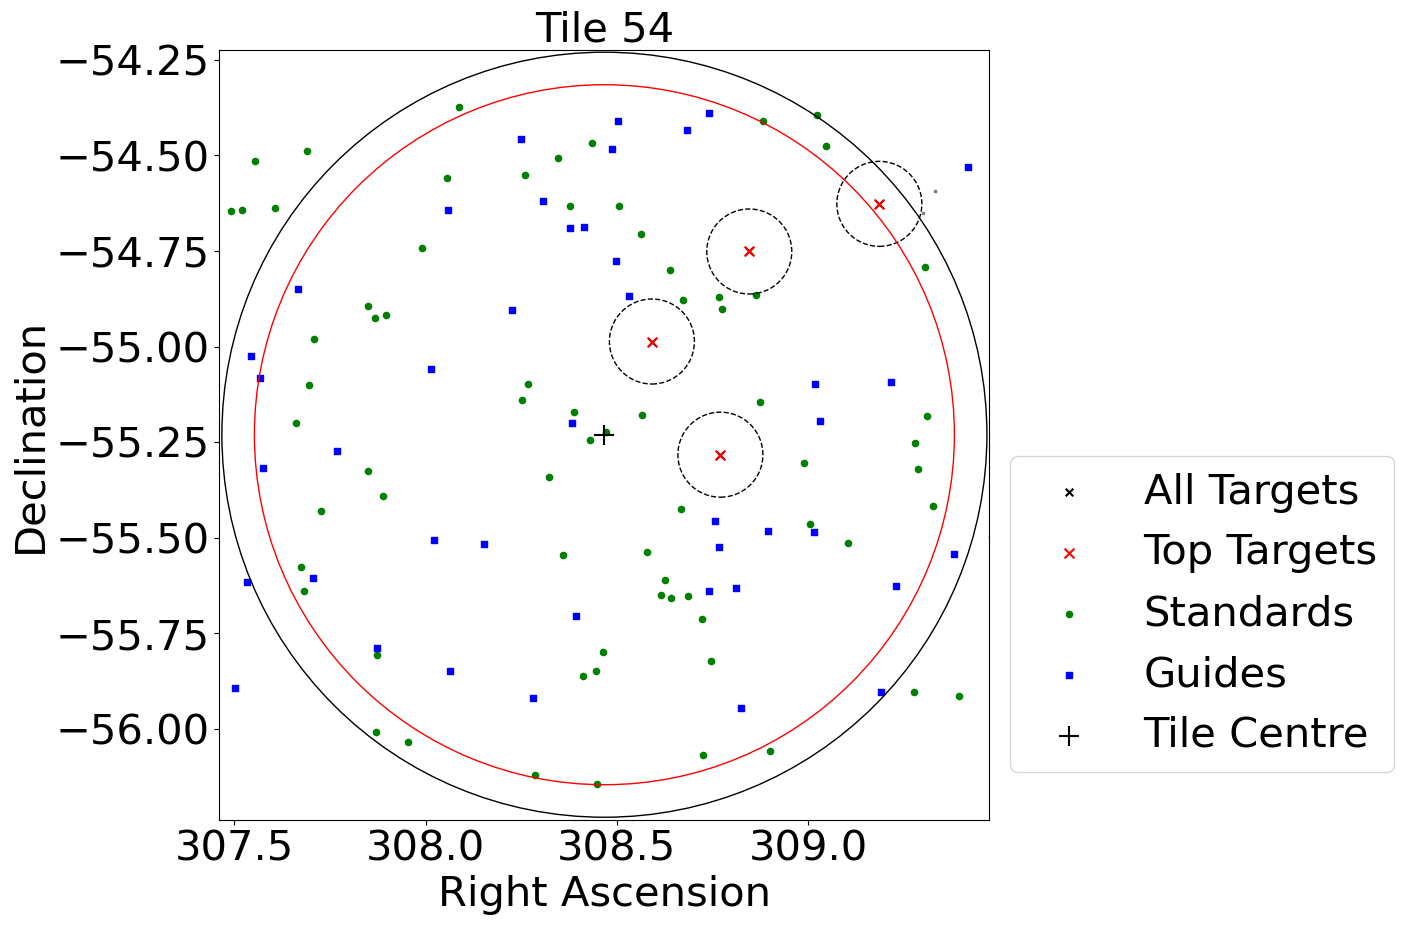 Tile 54
−54.25
−54.50
−54.75
−55.00
−55.25
−55.50
−55.75
−56.00
Declination
307.5 308.0 308.5 309.0
Right Ascension
All Targets
Top Targets
Standards
Guides
Tile Centre